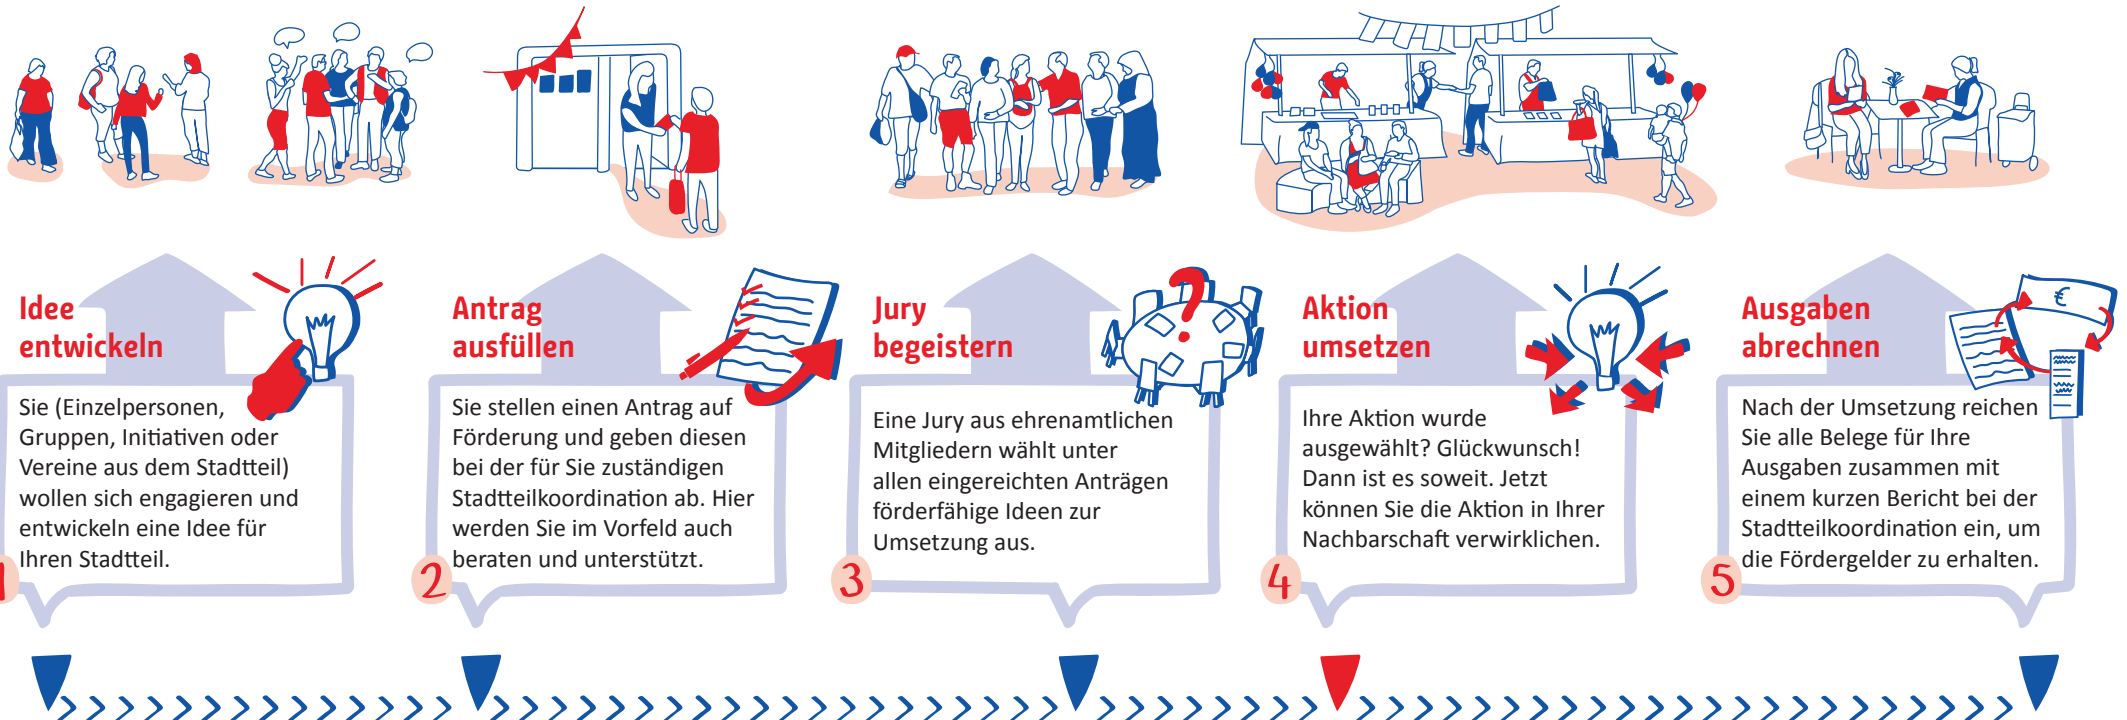 Idee
entwickeln
Sie (Einzelpersonen,
Gruppen, Initiativen oder
Vereine aus dem Stadtteil)
wollen sich engagieren und
entwickeln eine Idee für
Ihren Stadtteil.
1
Antrag
ausfüllen
Sie stellen einen Antrag auf
Förderung und geben diesen
bei der für Sie zuständigen
Stadtteilkoordination ab. Hier
werden Sie im Vorfeld auch
beraten und unterstützt.
2
?
Jury
begeistern
Eine Jury aus ehrenamtlichen
Mitgliedern wählt unter
allen eingereichten Anträgen
förderfähige Ideen zur
Umsetzung aus.
3
Aktion
umsetzen
Ihre Aktion wurde
ausgewählt? Glückwunsch!
Dann ist es soweit. Jetzt
können Sie die Aktion in Ihrer
Nachbarschaft verwirklichen.
4
€
Ausgaben
abrechnen
Nach der Umsetzung reichen
Sie alle Belege für Ihre
Ausgaben zusammen mit
einem kurzen Bericht bei der
Stadtteilkoordination ein, um
die Fördergelder zu erhalten.
5